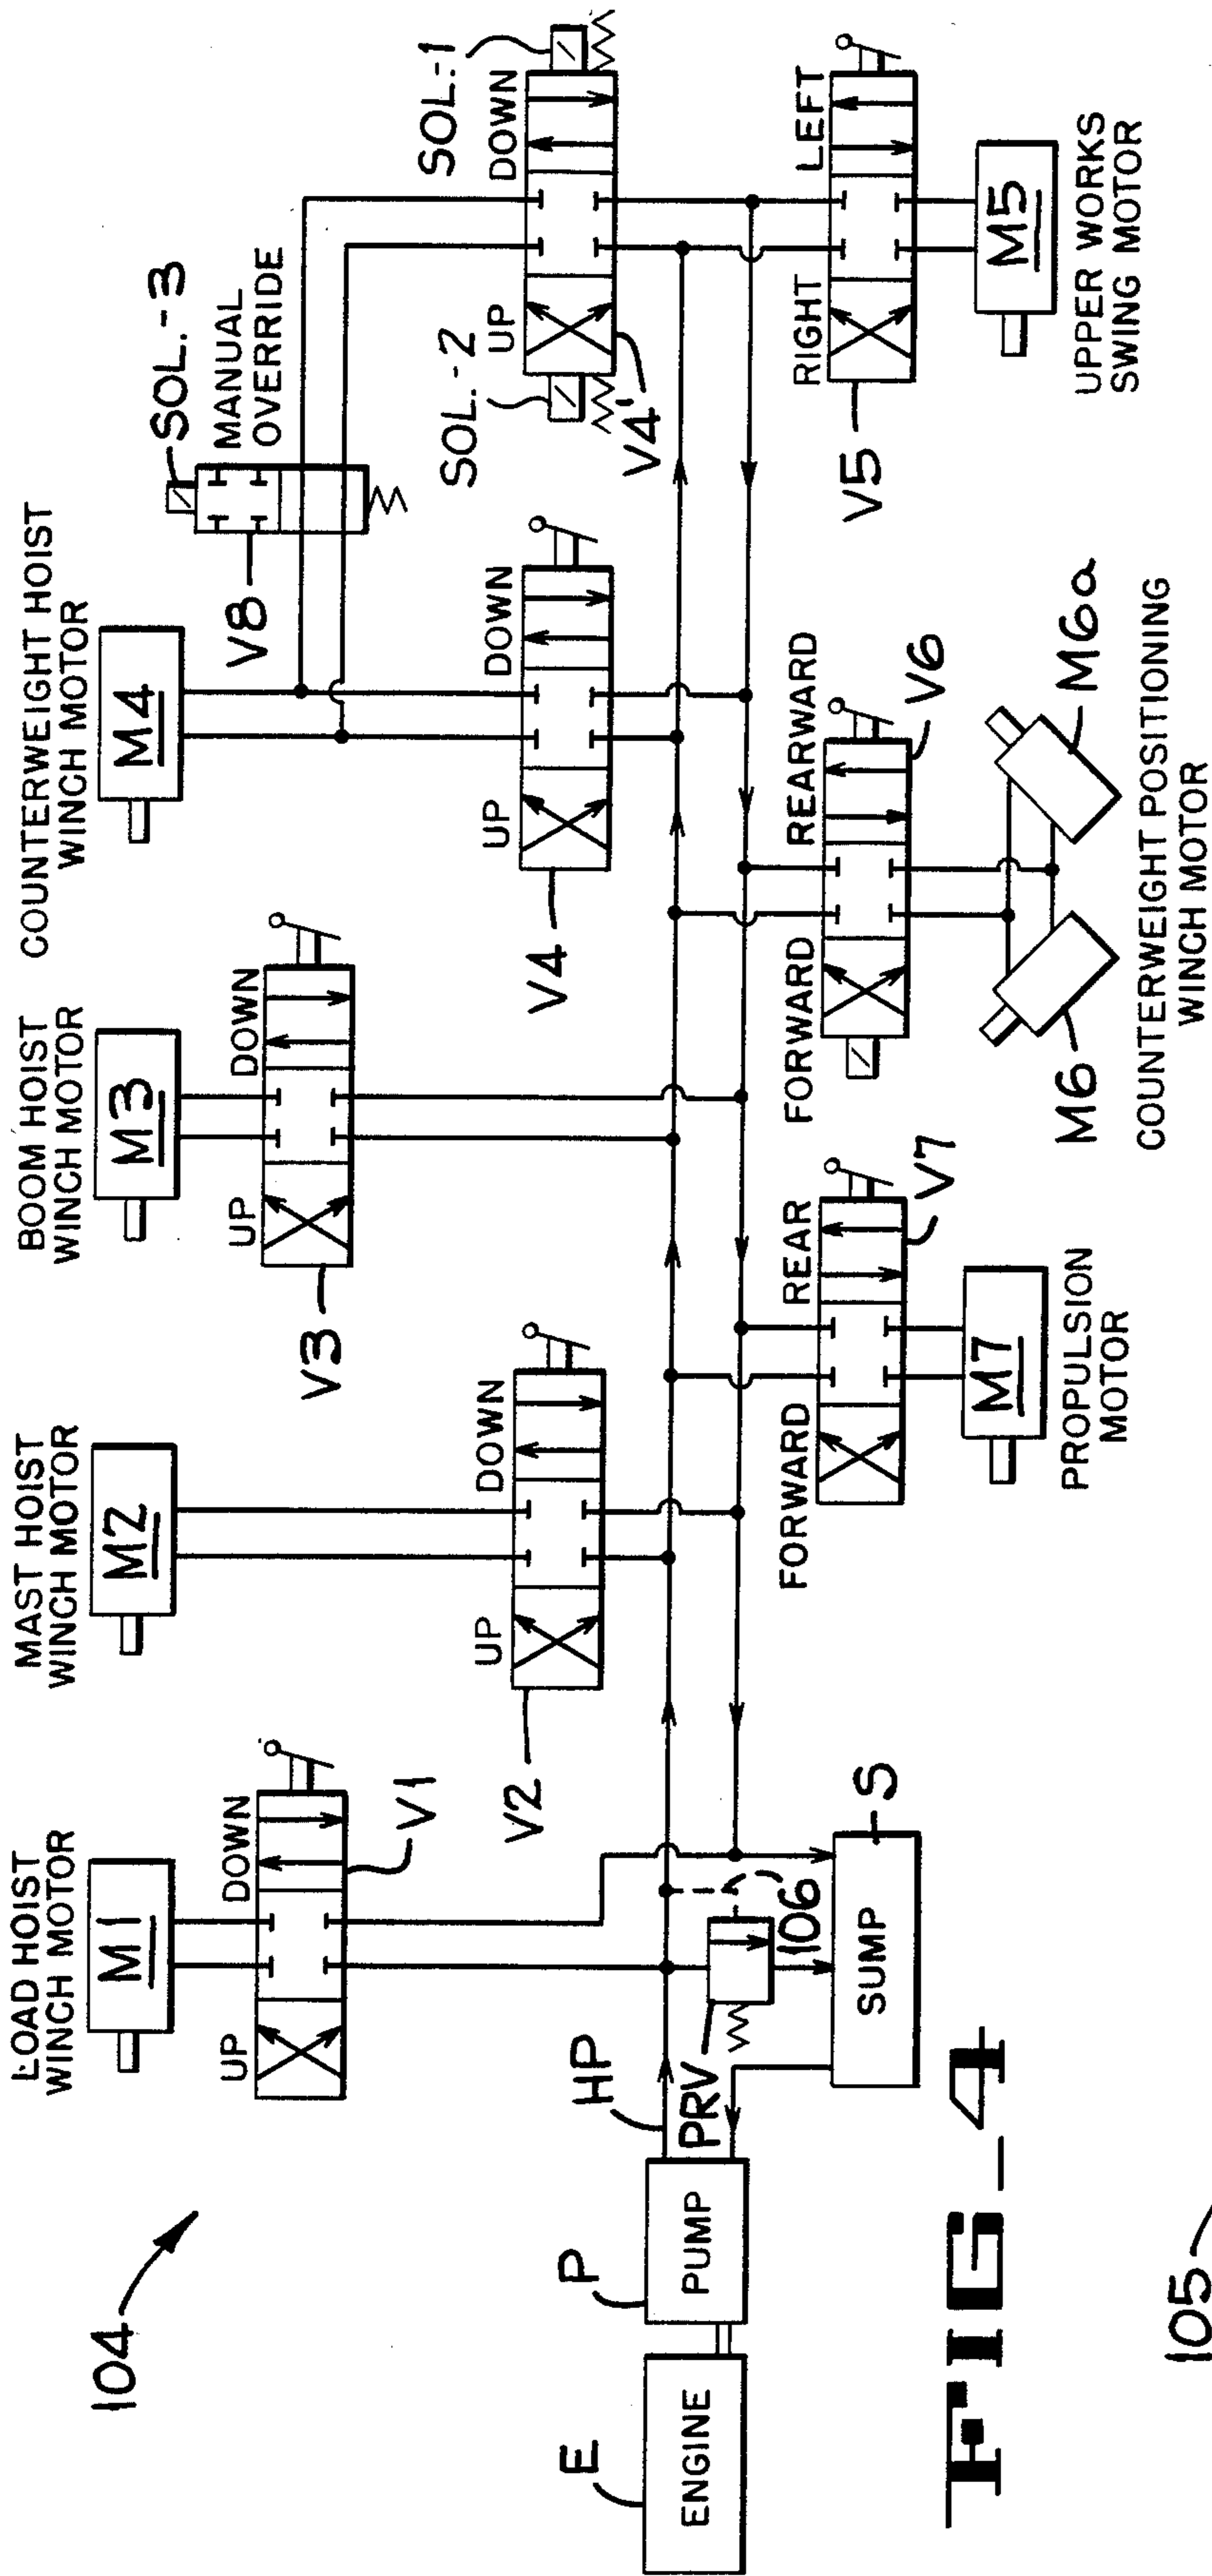 104
LOAD HOIST
WINCH MOTOR
M1
UP
DOWN
V1
MAST HOIST
WINCH MOTOR
M2
UP
DOWN
V2
BOOM HOIST
WINCH MOTOR
M3
UP
DOWN
V3
COUNTERWEIGHT HOIST
WINCH MOTOR
M4
UP
DOWN
V4
V8
SOL.-3
MANUAL
OVERRIDE
SOL.-2
UP
DOWN
SOL.-1
V4'
E
ENGINE
P
PUMP
HP
PRV
106
SUMP
S
FORWARD
REAR
V7
M7
PROPULSION
MOTOR
FORWARD
REARWARD
V6
M6
M6a
COUNTERWEIGHT POSITIONING
WINCH MOTOR
RIGHT
LEFT
V5
M5
UPPER WORKS
SWING MOTOR
FIG_4
105